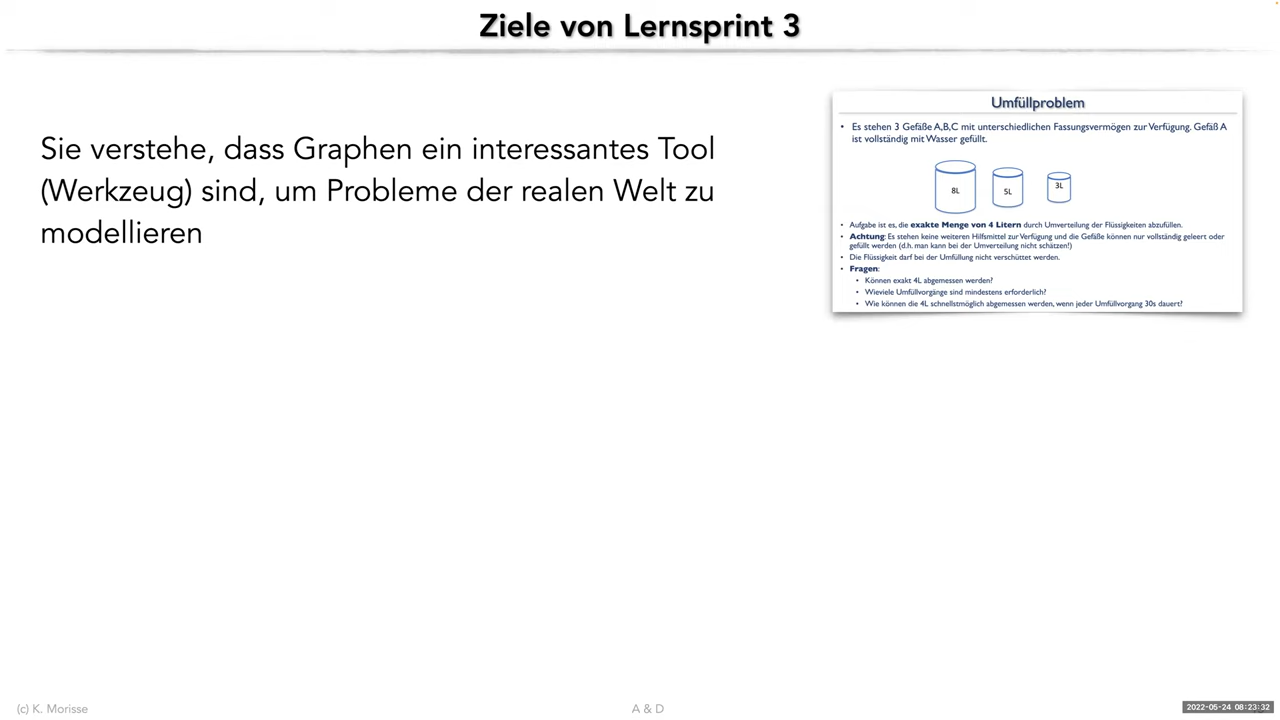 Ziele von Lernsprint 3
Sie verstehe, dass Graphen ein interessantes Tool
(Werkzeug) sind, um Probleme der realen Welt zu
modellieren
Umfüllproblem
• Es stehen 3 Gefäße A,B,C mit unterschiedlichen Fassungsvermögen zur Verfügung. Gefäß A
ist vollständig mit Wasser gefüllt.
8L
5L
3L
• Aufgabe ist es, die exakte Menge von 4 Litern durch Umverteilung der Flüssigkeiten abzufüllen.
• Achtung: Es stehen keine weiteren Hilfsmittel zur Verfügung und die Gefäße können nur vollständig geleert oder
gefüllt werden (d.h. man kann bei der Umverteilung nicht schätzen!)
• Die Flüssigkeit darf bei der Umfüllung nicht verschüttet werden.
• Fragen:
• Können exakt 4L abgemessen werden?
• Wieviele Umfüllvorgänge sind mindestens erforderlich?
• Wie können die 4L schnellstmöglich abgemessen werden, wenn jeder Umfüllvorgang 30s dauert?
(c) K. Morisse
A & D
2022-05-24 08:23:32